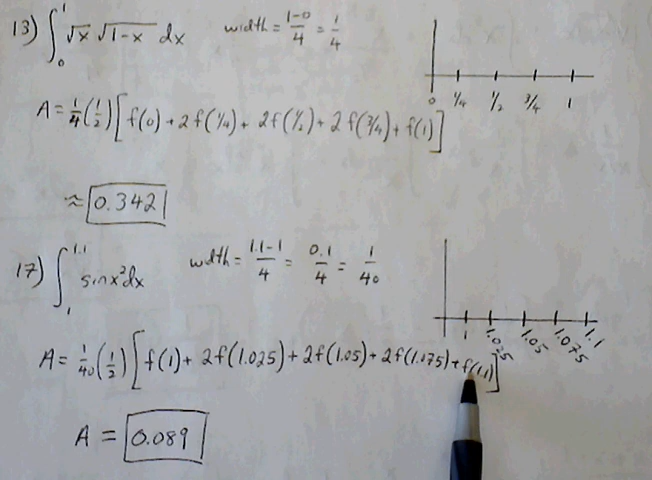 13) ∫₀¹ √x √1-x dx width = 1-0/4 = 1/4
0 1/4 1/2 3/4 1
A = 1/4 (1/2) [f(0) + 2f(1/4) + 2f(1/2) + 2f(3/4) + f(1)]
≈ 0.342
17) ∫₁^1.1 sin x² dx width = 1.1-1/4 = 0.1/4 = 1/40
1 1.025 1.05 1.075 1.1
A = 1/40 (1/2) [f(1) + 2f(1.025) + 2f(1.05) + 2f(1.075) + f(1.1)]
A = 0.089